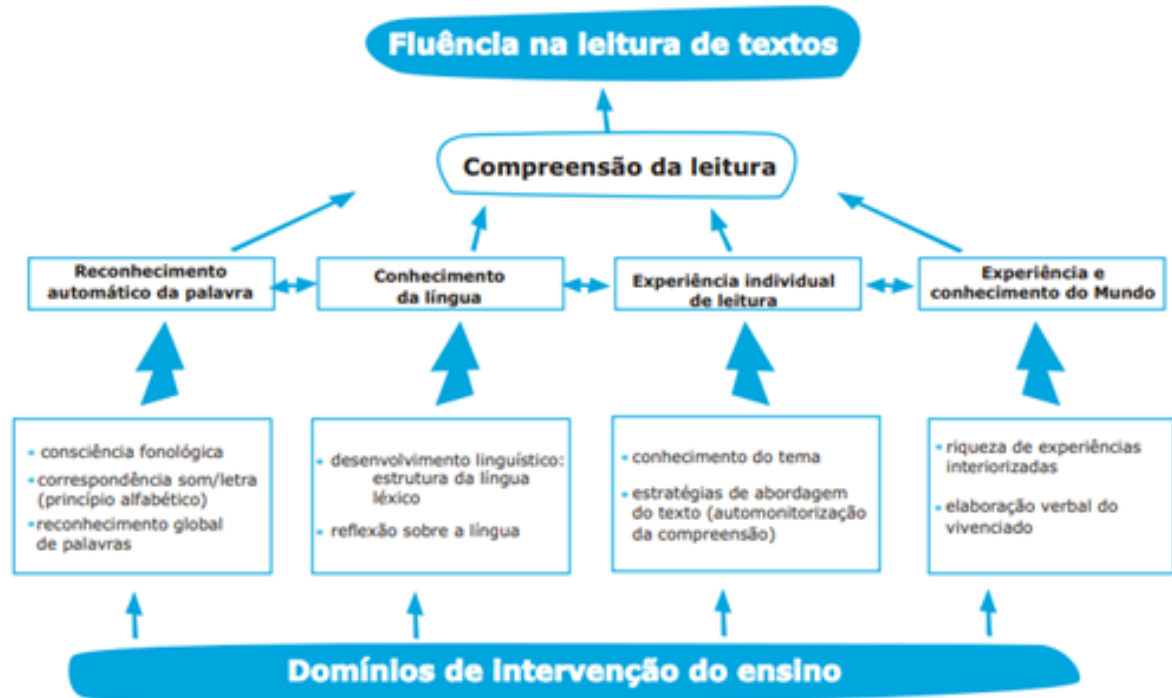 Fluência na leitura de textos
Compreensão da leitura
Reconhecimento
automático da palavra
Conhecimento
da língua
Experiência individual
de leitura
Experiência e
conhecimento do Mundo
- consciência fonológica
- correspondência som/letra
(princípio alfabético)
- reconhecimento global
de palavras
- desenvolvimento linguístico:
estrutura da língua
léxico
- reflexão sobre a língua
- conhecimento do tema
- estratégias de abordagem
do texto (automonitorização
da compreensão)
- riqueza de experiências
interiorizadas
- elaboração verbal do
vivenciado
Domínios de intervenção do ensino